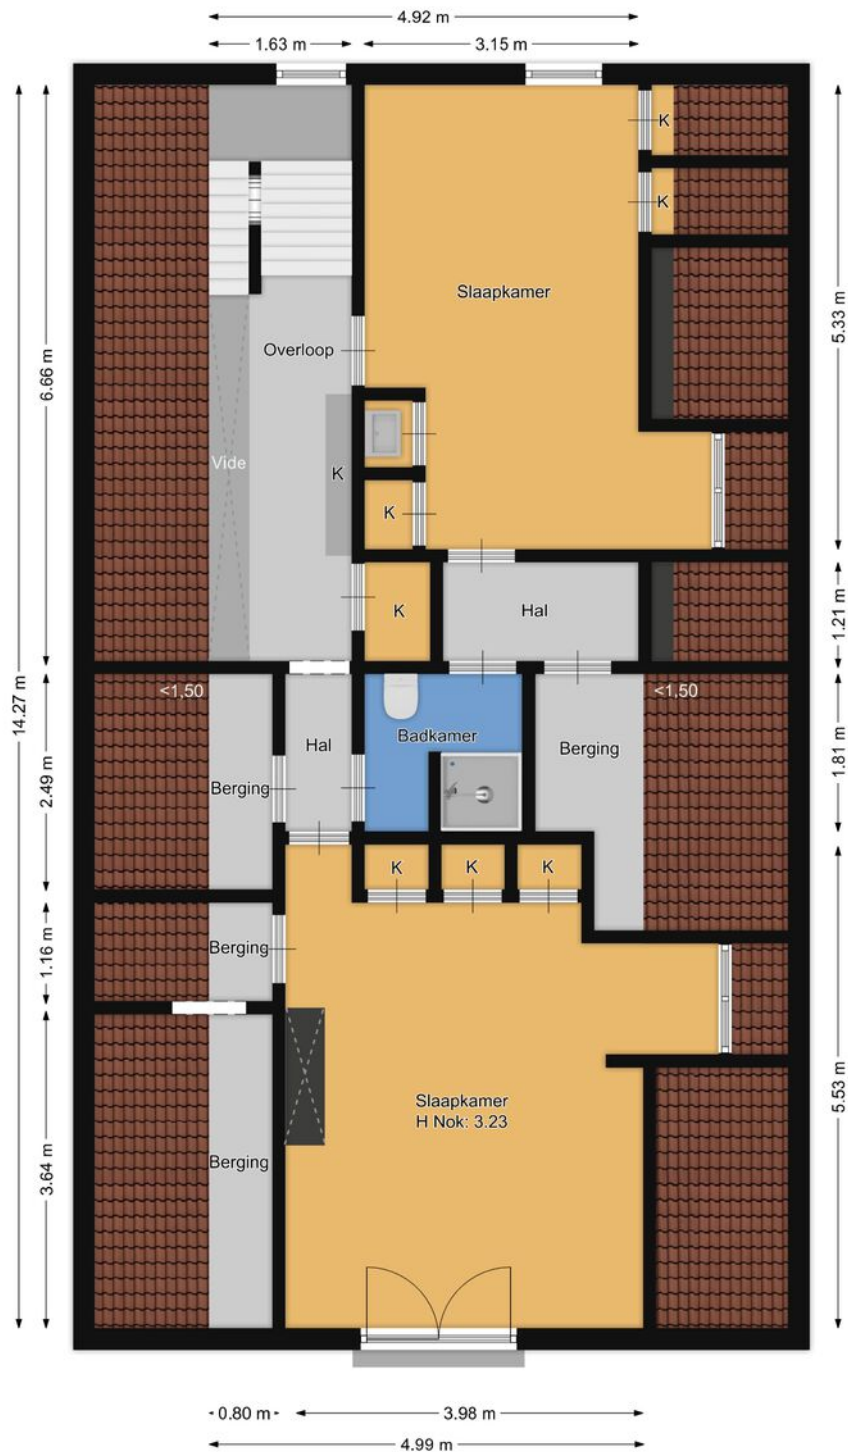 4.92 m
1.63 m
3.15 m
K
K
Slaapkamer
5.33 m
Overloop
6.66 m
Vide
K
K
K
Hal
1.21 m
14.27 m
<1,50
<1,50
Hal
Badkamer
Berging
1.81 m
2.49 m
Berging
K
K
K
1.16 m
Berging
Slaapkamer
H Nok: 3.23
5.53 m
3.64 m
Berging
0.80 m
3.98 m
4.99 m